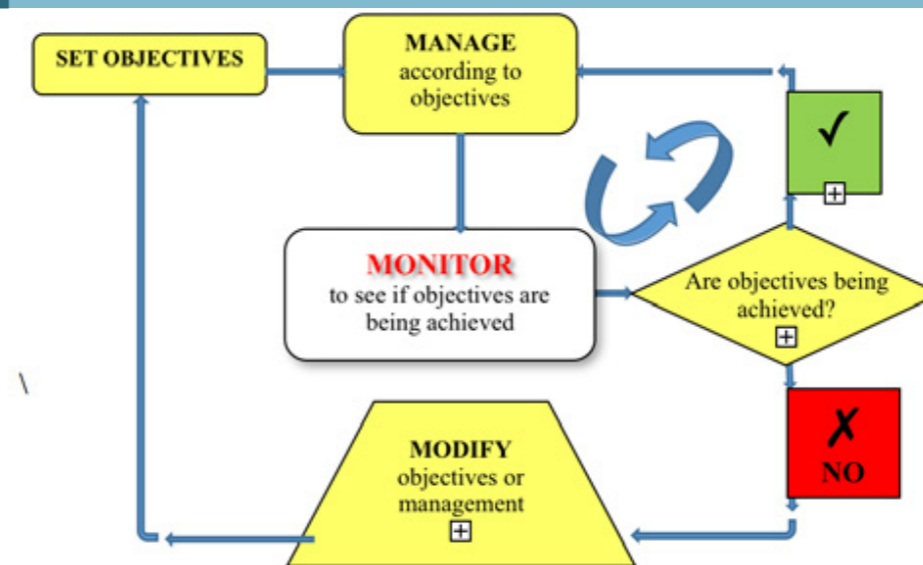 SET OBJECTIVES
MANAGE
according to
objectives
✓
MONITOR
to see if objectives are
being achieved
Are objectives being
achieved?
\
✗
NO
MODIFY
objectives or
management